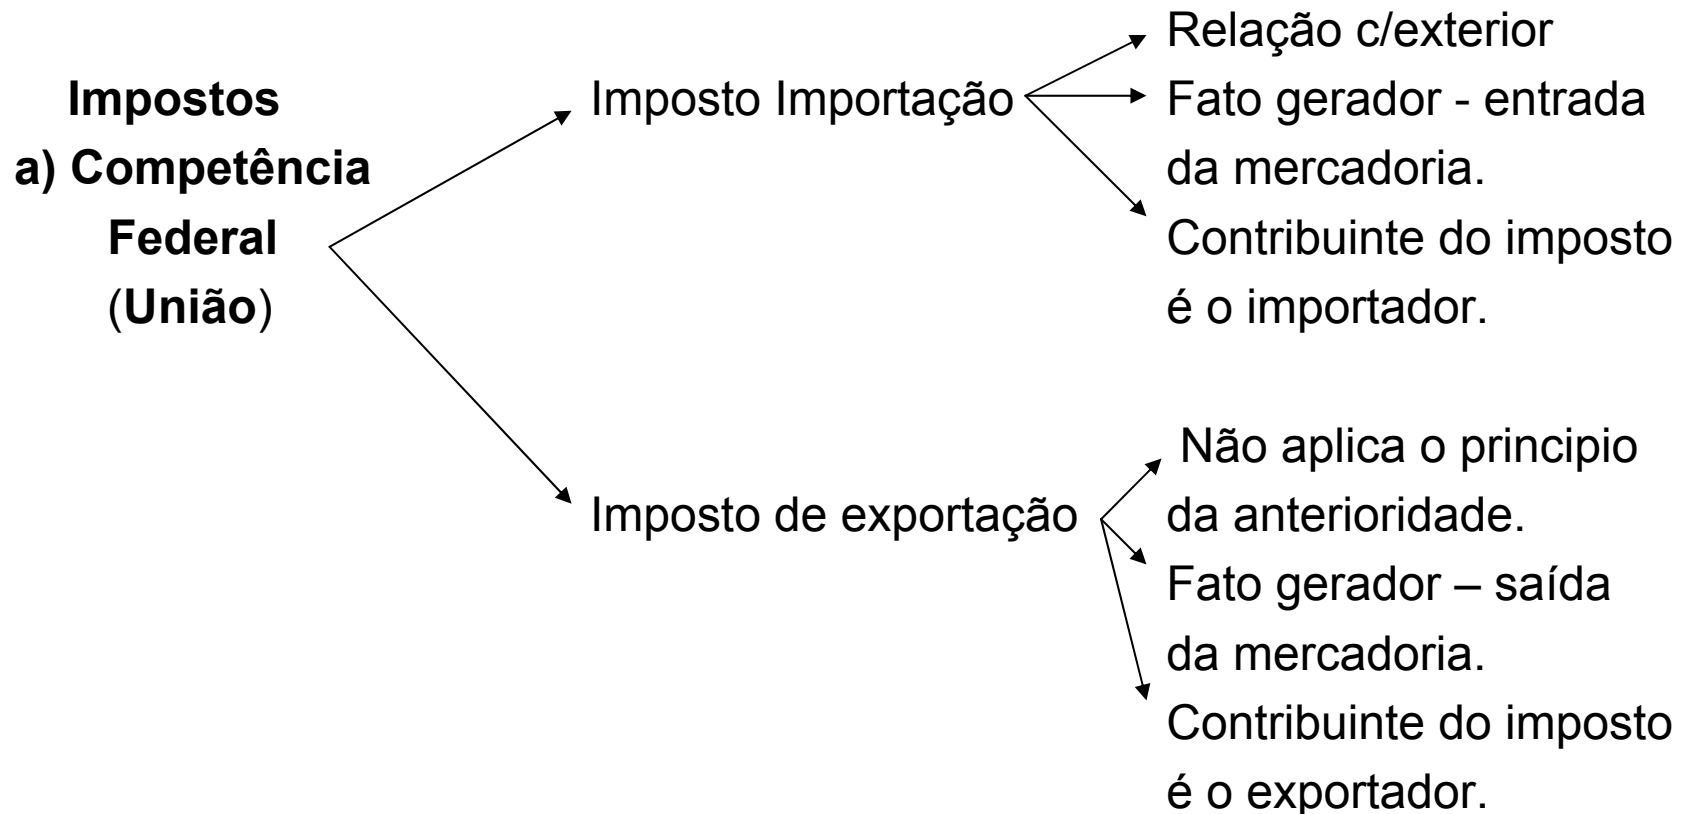 Impostos
a) Competência
Federal
(União)
Imposto Importação
Relação c/exterior
Fato gerador - entrada
da mercadoria.
Contribuinte do imposto
é o importador.
Imposto de exportação
Não aplica o principio
da anterioridade.
Fato gerador – saída
da mercadoria.
Contribuinte do imposto
é o exportador.